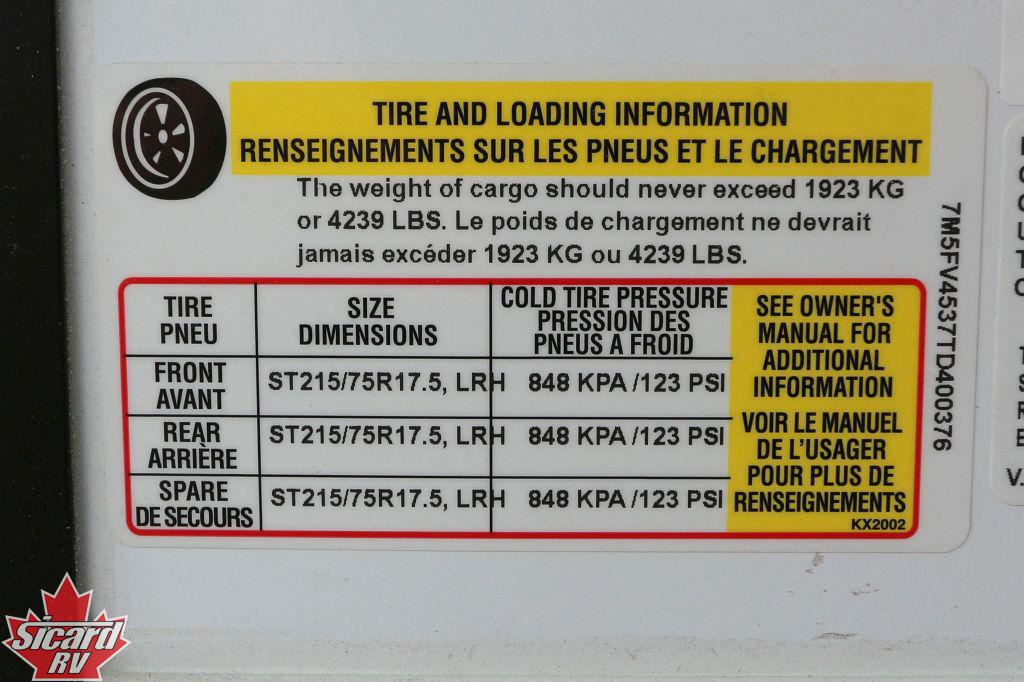 TIRE AND LOADING INFORMATION
RENSEIGNEMENTS SUR LES PNEUS ET LE CHARGEMENT
The weight of cargo should never exceed 1923 KG
or 4239 LBS. Le poids de chargement ne devrait
jamais excéder 1923 KG ou 4239 LBS.
TIRE
PNEU
SIZE
DIMENSIONS
COLD TIRE PRESSURE
PRESSION DES
PNEUS A FROID
FRONT
AVANT
ST215/75R17.5, LRH
848 KPA /123 PSI
REAR
ARRIÈRE
ST215/75R17.5, LRH
848 KPA /123 PSI
SPARE
DE SECOURS
ST215/75R17.5, LRH
848 KPA /123 PSI
SEE OWNER'S
MANUAL FOR
ADDITIONAL
INFORMATION
VOIR LE MANUEL
DE L'USAGER
POUR PLUS DE
RENSEIGNEMENTS
KX2002
7M5FV4537TD400376
Sicard
RV